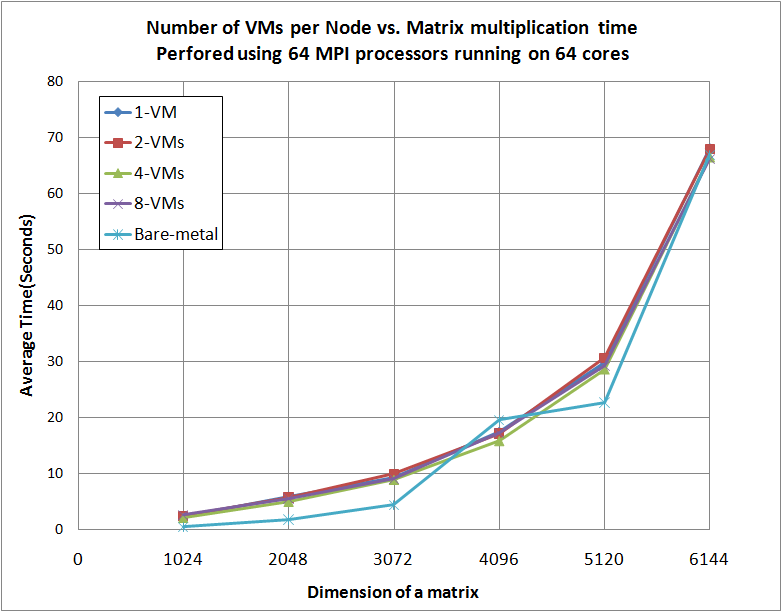 Number of VMs per Node vs. Matrix multiplication time
Perfored using 64 MPI processors running on 64 cores
80
70
60
50
40
30
20
10
0
Average Time(Seconds)
1-VM
2-VMs
4-VMs
8-VMs
Bare-metal
0 1024 2048 3072 4096 5120 6144
Dimension of a matrix